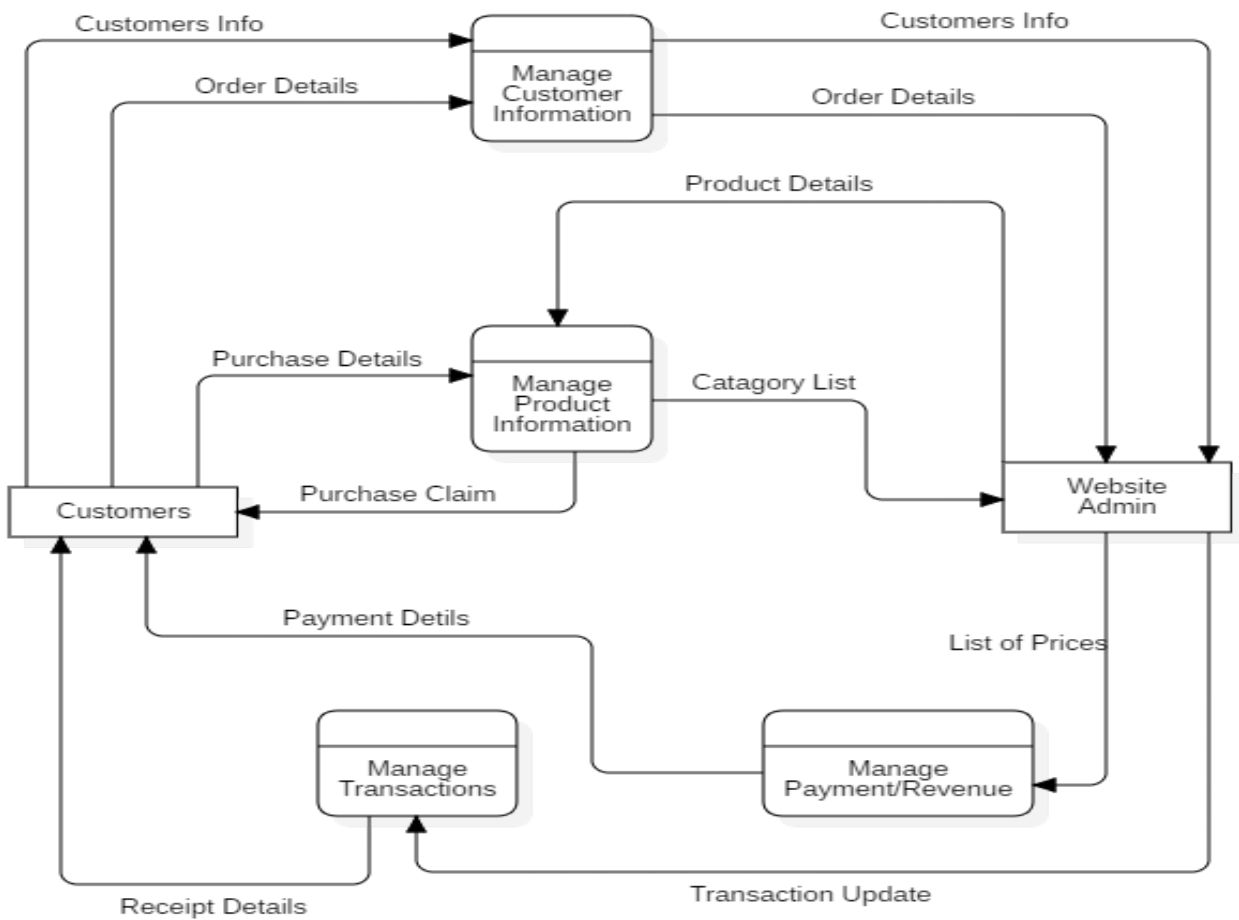 Customers Info
Customers Info
Order Details
Manage
Customer
Information
Order Details
Product Details
Purchase Details
Manage
Product
Information
Catagory List
Purchase Claim
Customers
Website
Admin
Payment Detils
List of Prices
Manage
Transactions
Manage
Payment/Revenue
Receipt Details
Transaction Update